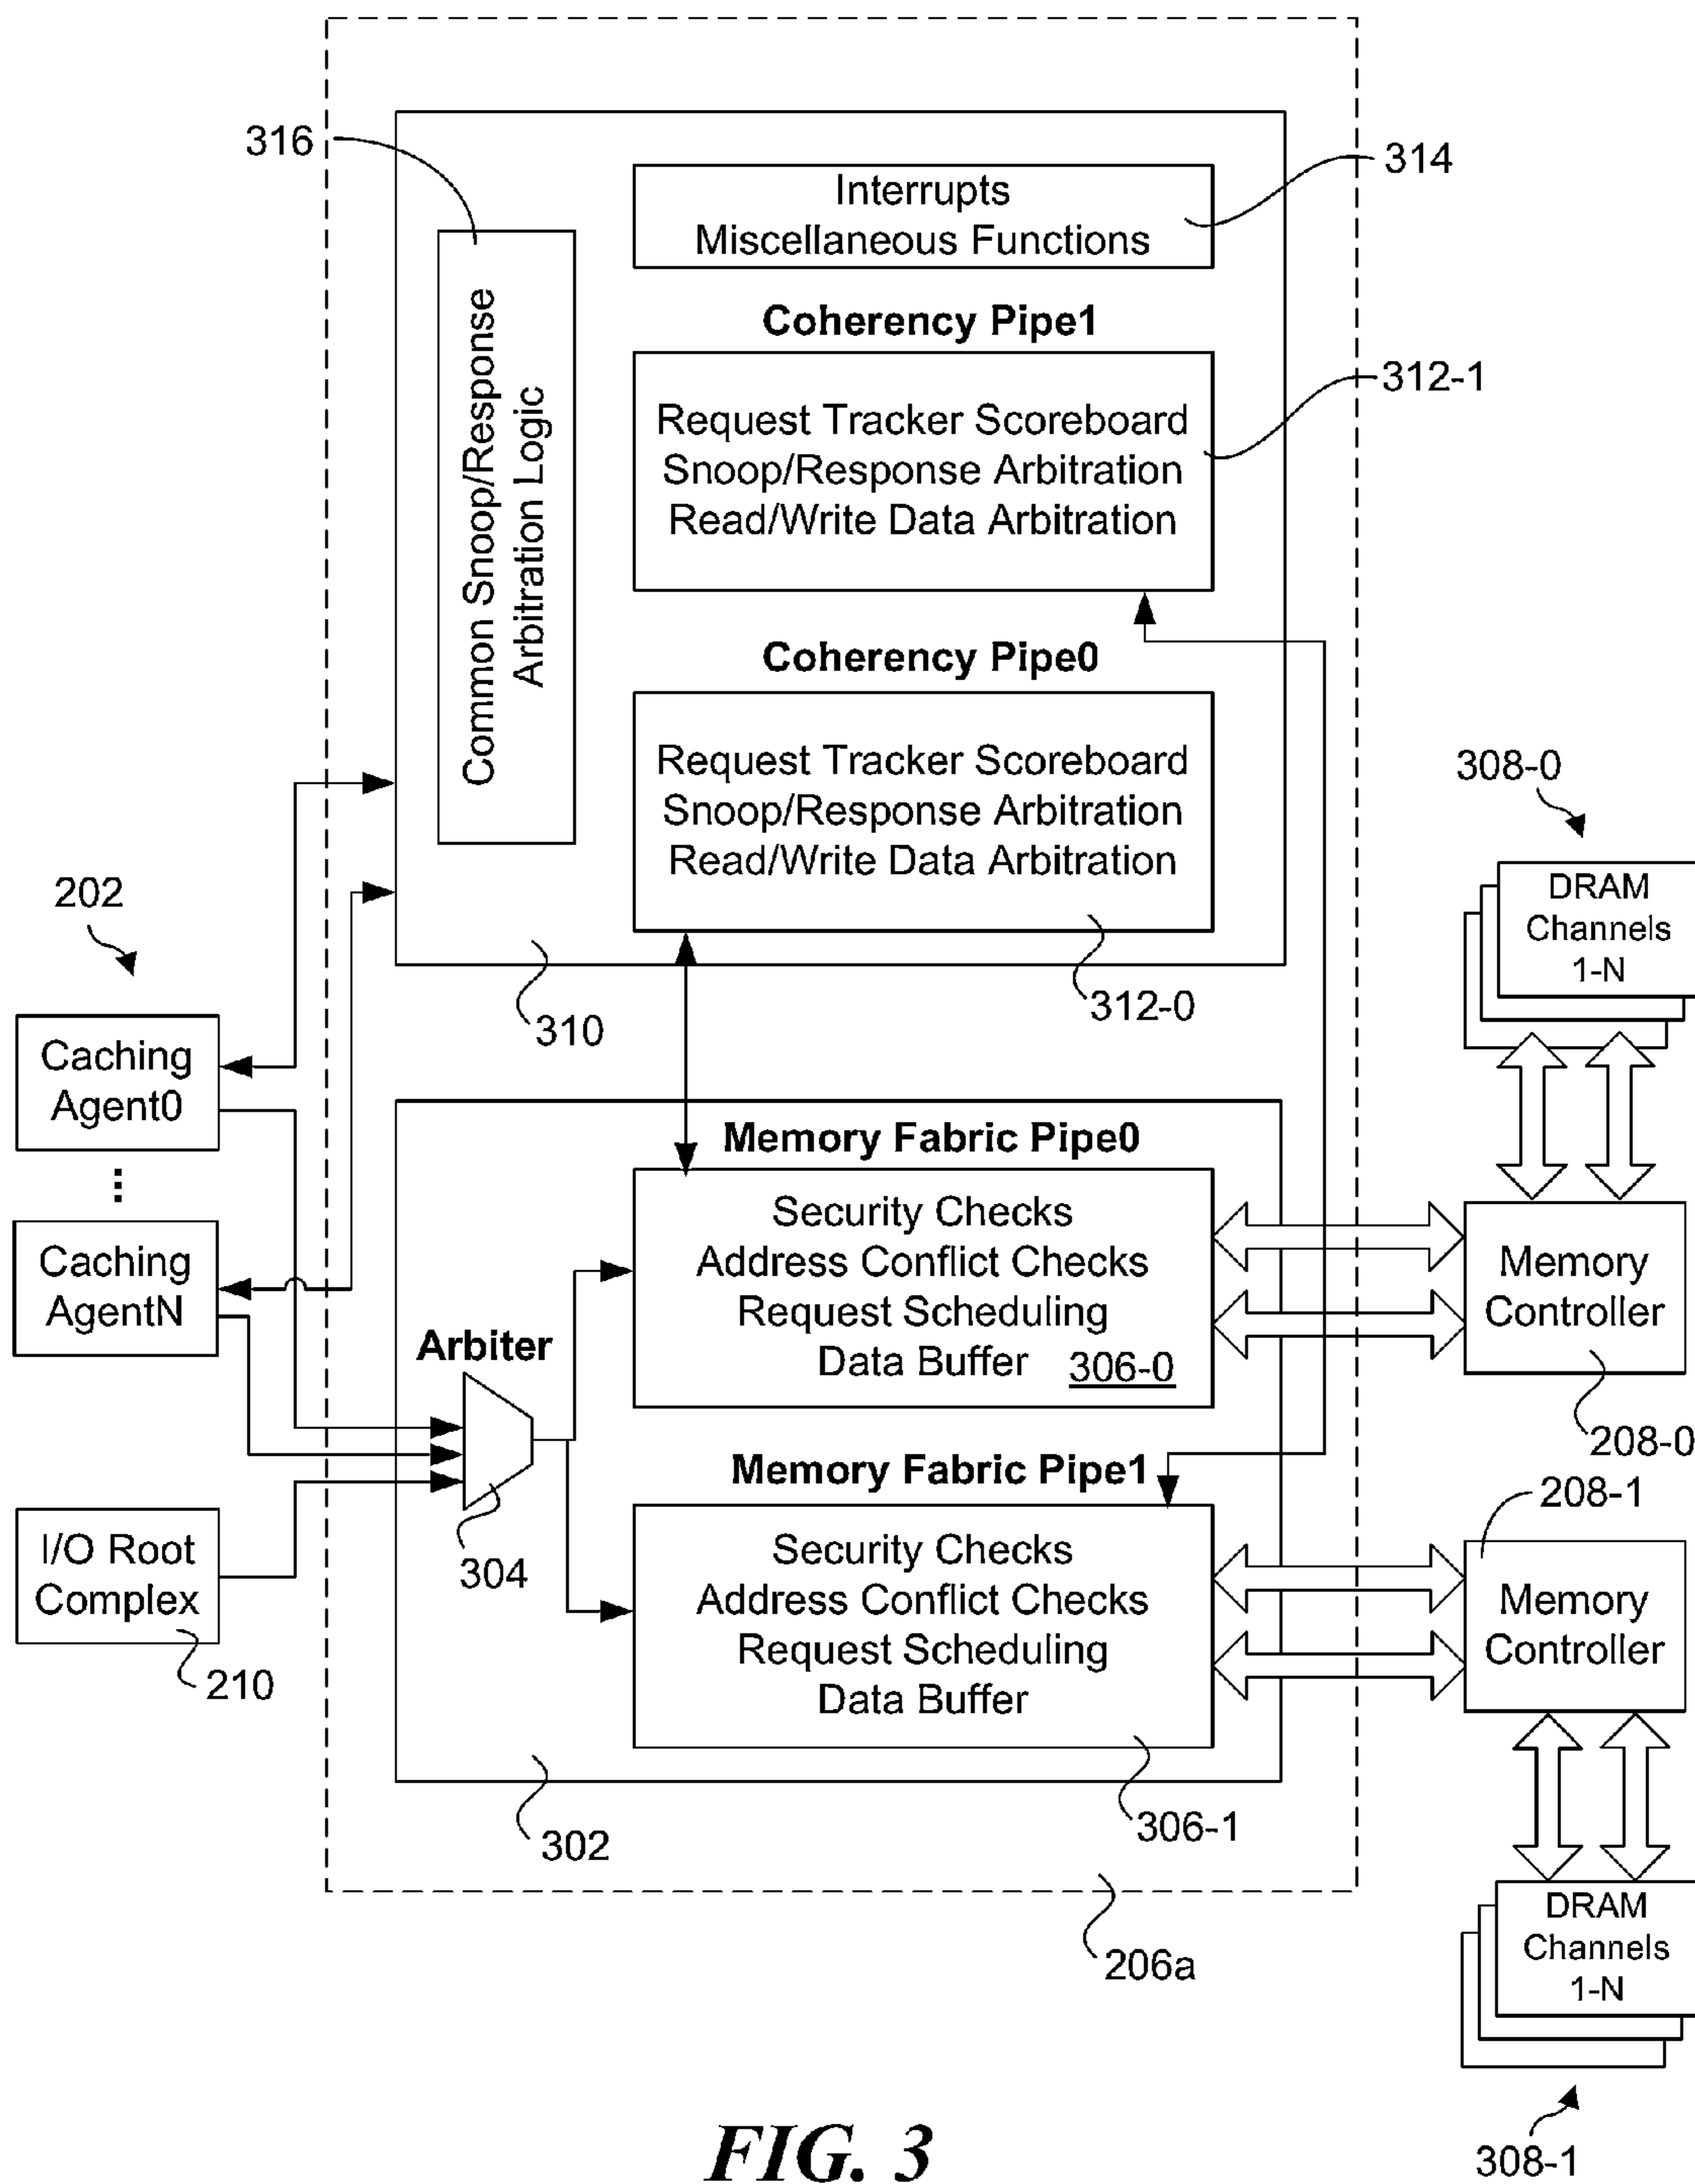 316
314
Interrupts
Miscellaneous Functions
Common Snoop/Response
Arbitration Logic
Coherency Pipe1
312-1
Request Tracker Scoreboard
Snoop/Response Arbitration
Read/Write Data Arbitration
Coherency Pipe0
Request Tracker Scoreboard
Snoop/Response Arbitration
Read/Write Data Arbitration
312-0
310
308-0
DRAM
Channels
1-N
202
Caching
Agent0
...
Caching
AgentN
I/O Root
Complex
210
Memory Fabric Pipe0
Security Checks
Address Conflict Checks
Request Scheduling
Data Buffer 306-0
Arbiter
304
Memory
Controller
208-0
Memory Fabric Pipe1
Security Checks
Address Conflict Checks
Request Scheduling
Data Buffer
306-1
302
208-1
Memory
Controller
206a
DRAM
Channels
1-N
308-1
FIG. 3